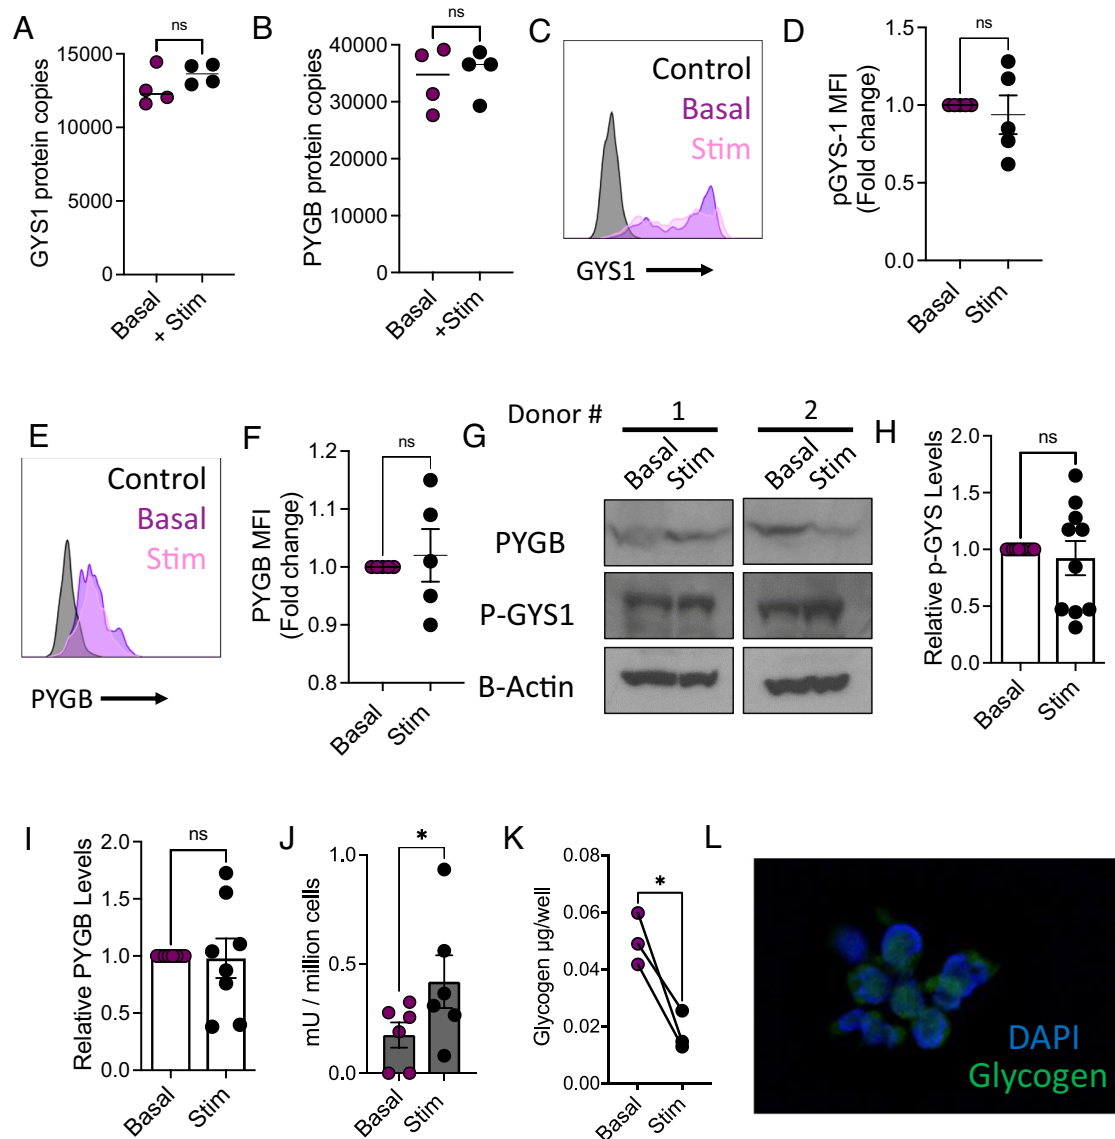 A
ns
GYS1 protein copies
15000
10000
5000
0
Basal
+ Stim
B
ns
PYGB protein copies
40000
30000
20000
10000
0
Basal
+Stim
C
Control
Basal
Stim
GYS1
D
ns
pGYS-1 MFI
(Fold change)
1.5
1.0
0.5
0.0
Basal
Stim
E
Control
Basal
Stim
PYGB
F
ns
PYGB MFI
(Fold change)
1.2
1.1
1.0
0.9
0.8
Basal
Stim
G
Donor # 1 2
Basal Stim Basal Stim
PYGB
P-GYS1
B-Actin
H
ns
Relative p-GYS Levels
2.0
1.5
1.0
0.5
0.0
Basal
Stim
I
ns
Relative PYGB Levels
2.0
1.5
1.0
0.5
0.0
Basal
Stim
J
*
mU / million cells
1.0
0.5
0.0
Basal
Stim
K
*
Glycogen µg/well
0.08
0.06
0.04
0.02
0.00
Basal
Stim
L
DAPI
Glycogen